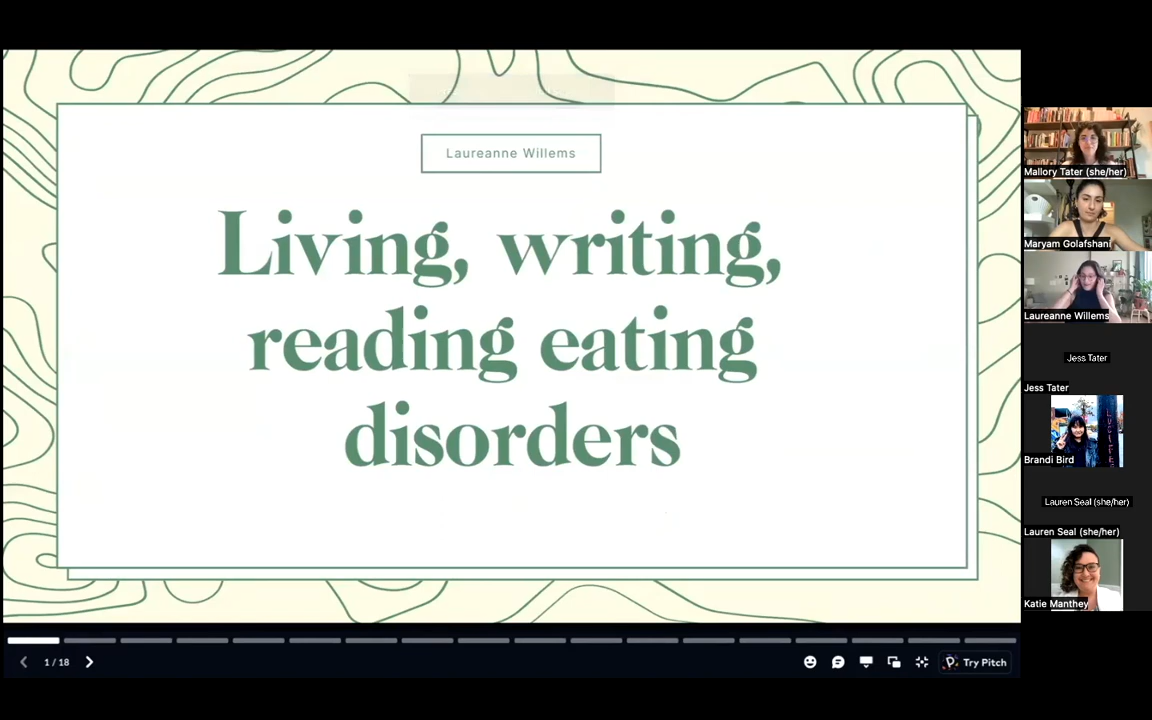 Laureanne Willems
Living, writing,
reading eating
disorders
Mallory Tater (she/her)
Maryam Golafshani
Laureanne Willems
Jess Tater
Jess Tater
Brandi Bird
Lauren Seal (she/her)
Lauren Seal (she/her)
Katie Manthey
1 / 18
Try Pitch